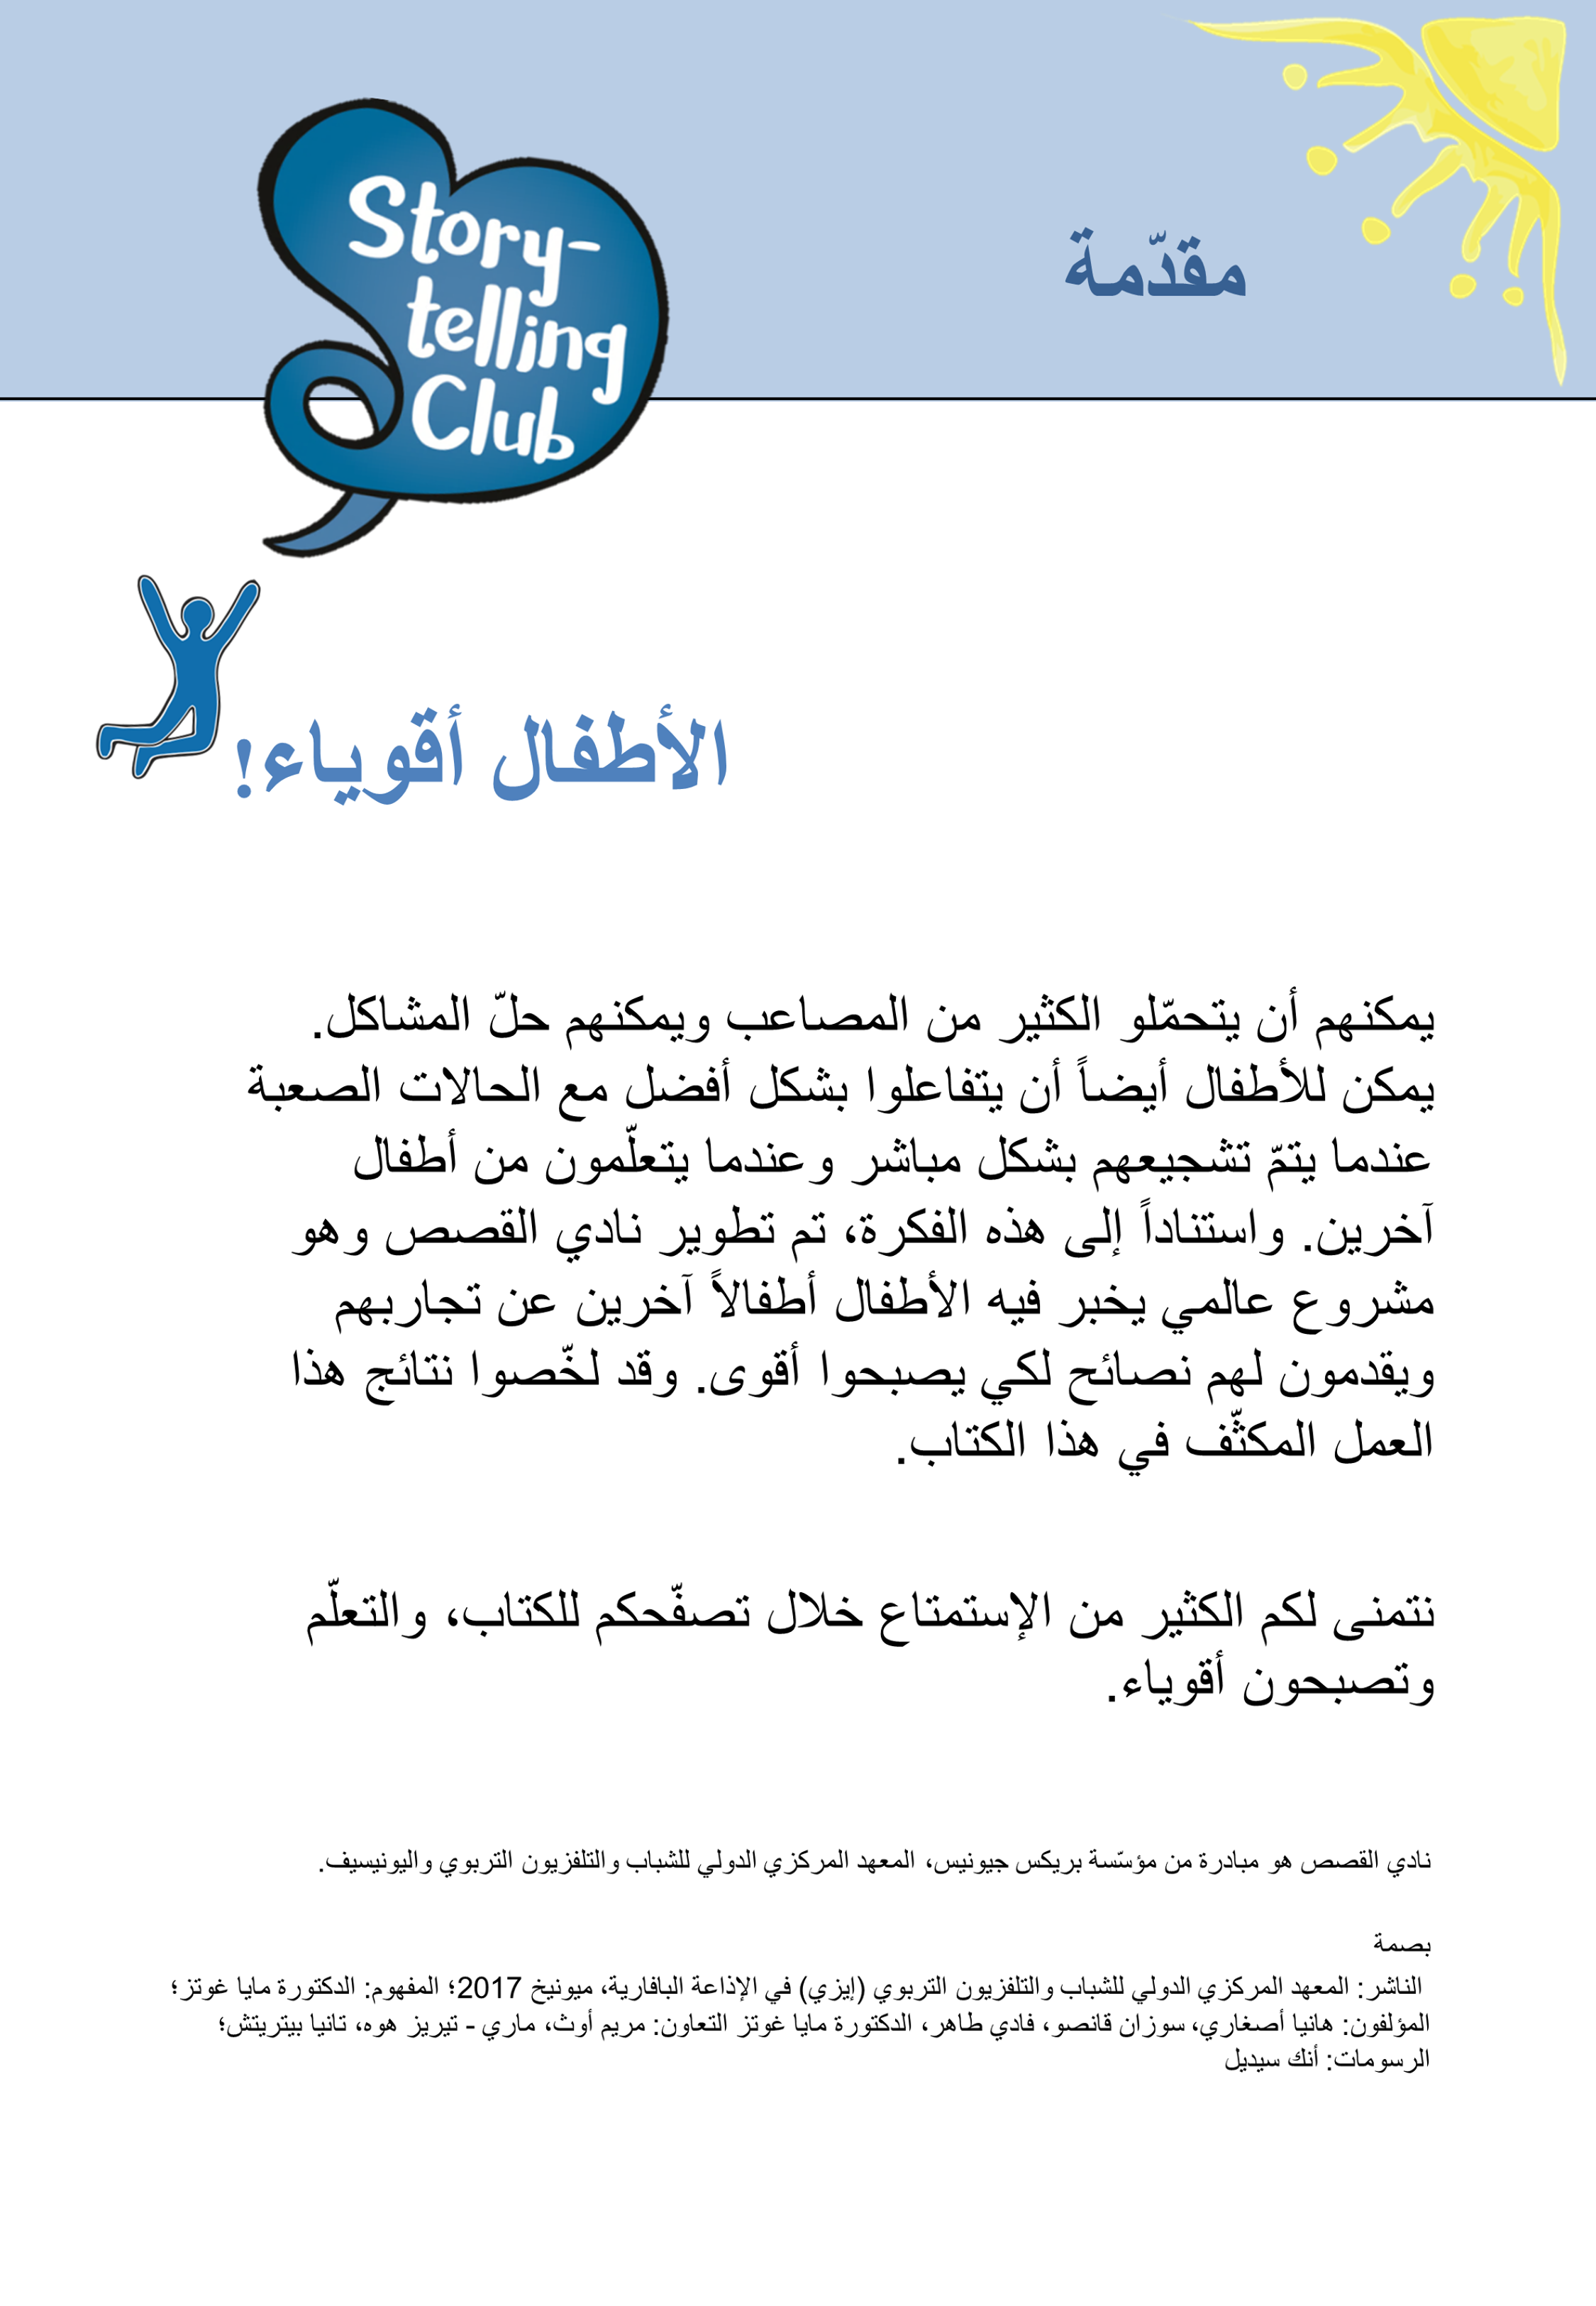 مقدّمة
Story-
telling
Club
الأطفال أقوياء!
يمكنهم أن يتحمّلو الكثير من المصاعب ويمكنهم حلّ المشاكل.
يمكن للأطفال أيضاً أن يتفاعلوا بشكل أفضل مع الحالات الصعبة
عندما يتمّ تشجيعهم بشكل مباشر وعندما يتعلّمون من أطفال
آخرين. واستناداً إلى هذه الفكرة، تم تطوير نادي القصص وهو
مشروع عالمي يخبر فيه الأطفال أطفالاً آخرين عن تجاربهم
ويقدمون لهم نصائح لكي يصبحوا أقوى. وقد لخّصوا نتائج هذا
العمل المكثّف في هذا الكتاب.
نتمنى لكم الكثير من الإستمتاع خلال تصفّحكم للكتاب، والتعلّم
وتصبحون أقوياء.
نادي القصص هو مبادرة من مؤسّسة بريكس جيونيس، المعهد المركزي الدولي للشباب والتلفزيون التربوي واليونيسيف.
بصمة
الناشر: المعهد المركزي الدولي للشباب والتلفزيون التربوي (إيزي) في الإذاعة البافارية، ميونيخ 2017؛ المفهوم: الدكتورة مايا غوتز؛
المؤلفون: هانيا أصغاري، سوزان قانصو، فادي طاهر، الدكتورة مايا غوتز التعاون: مريم أوث، ماري - تيريز هوه، تانيا بيتريتش؛
الرسومات: أنك سيديل